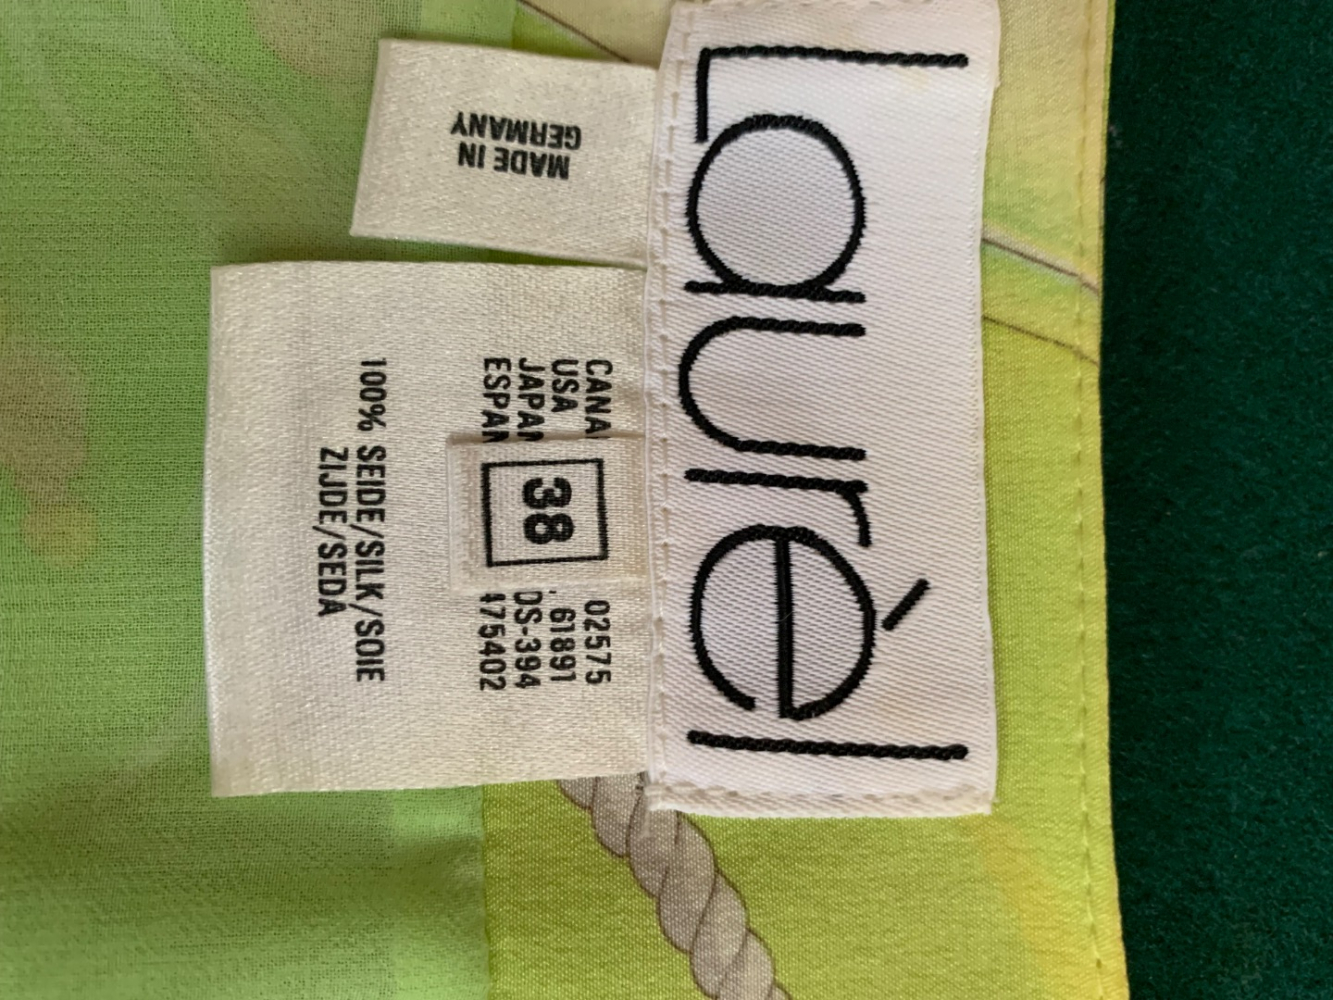 Laurèl
MADE IN
GERMANY
CANA 02575
USA 61891
JAPAN DS-394
ESPAN 475402
38
100% SEIDE/SILK/SOIE
ZIJDE/SEDA